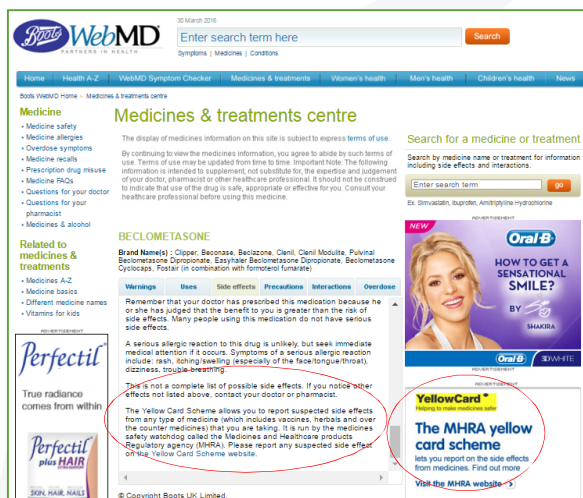 Boots WebMD
PARTNERS IN HEALTH
30 March 2016
Enter search term here
Search
Symptoms | Medicines | Conditions
Home Health A-Z WebMD Symptom Checker Medicines & treatments Women's health Men's health Children's health News
Boots WebMD Home > Medicines & treatments centre
Medicine
• Medicine safety
• Medicine allergies
• Overdose symptoms
• Medicine recalls
• Prescription drug misuse
• Medicine FAQs
• Questions for your doctor
• Questions for your
pharmacist
• Medicines & alcohol
Related to
medicines &
treatments
• Medicines A-Z
• Medicine basics
• Different medicine names
• Vitamins for kids
ADVERTISEMENT
Perfectil
True radiance
comes from within
Perfectil
plus HAIR
SKIN, HAIR, NAILS
Medicines & treatments centre
The display of medicines information on this site is subject to express terms of use.
By continuing to view the medicines information, you agree to abide by such terms of
use. Terms of use may be updated from time to time. Important Note: The following
information is intended to supplement, not substitute for, the expertise and judgement
of your doctor, pharmacist or other healthcare professional. It should not be construed
to indicate that use of the drug is safe, appropriate or effective for you. Consult your
healthcare professional before using this medicine.
BECLOMETASONE
Brand Name(s) : Clipper, Beconase, Beclazone, Clenil, Clenil Modulite, Pulvinal
Beclometasone Dipropionate, Easyhaler Beclometasone Dipropionate, Beclometasone
Cyclocaps, Fostair (in combination with formoterol fumarate)
Warnings Uses Side effects Precautions Interactions Overdose
Remember that your doctor has prescribed this medication because he
or she has judged that the benefit to you is greater than the risk of
side effects. Many people using this medication do not have serious
side effects.
A serious allergic reaction to this drug is unlikely, but seek immediate
medical attention if it occurs. Symptoms of a serious allergic reaction
include: rash, itching/swelling (especially of the face/tongue/throat),
dizziness, trouble breathing.
This is not a complete list of possible side effects. If you notice other
effects not listed above, contact your doctor or pharmacist.
The Yellow Card Scheme allows you to report suspected side effects
from any type of medicine (which includes vaccines, herbals and over
the counter medicines) that you are taking. It is run by the medicines
safety watchdog called the Medicines and Healthcare products
Regulatory agency (MHRA). Please report any suspected side effect
on the Yellow Card Scheme website.
© Copyright Boots UK Limited.
Search for a medicine or treatment
Search by medicine name or treatment for information
including side effects and interactions.
Enter search term
go
Ex. Simvastatin, Ibuprofen, Amitriptyline Hydrochlorine
ADVERTISEMENT
NEW
Oral-B
HOW TO GET A
SENSATIONAL
SMILE?
BY
SHAKIRA
Oral-B 3DWHITE
ADVERTISEMENT
YellowCard
Helping to make medicines safer
The MHRA yellow
card scheme
lets you report on the side effects
from medicines. Find out more
Visit the MHRA website